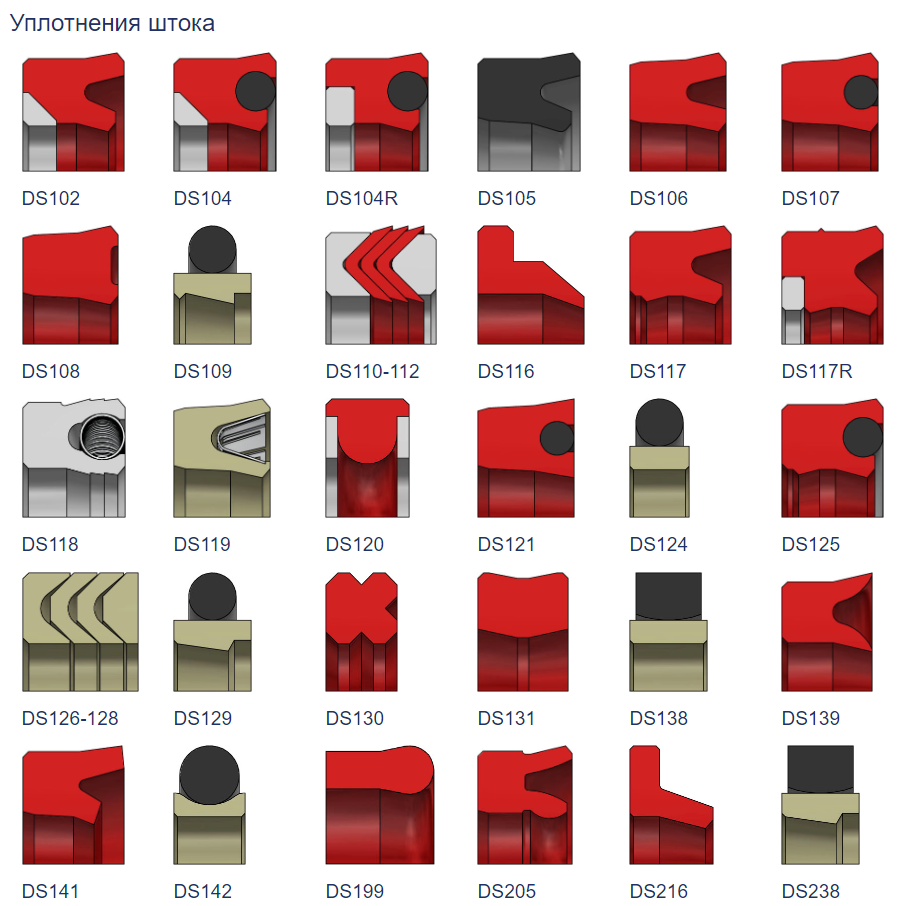 Уплотнения штока
DS102 DS104 DS104R DS105 DS106 DS107
DS108 DS109 DS110-112 DS116 DS117 DS117R
DS118 DS119 DS120 DS121 DS124 DS125
DS126-128 DS129 DS130 DS131 DS138 DS139
DS141 DS142 DS199 DS205 DS216 DS238